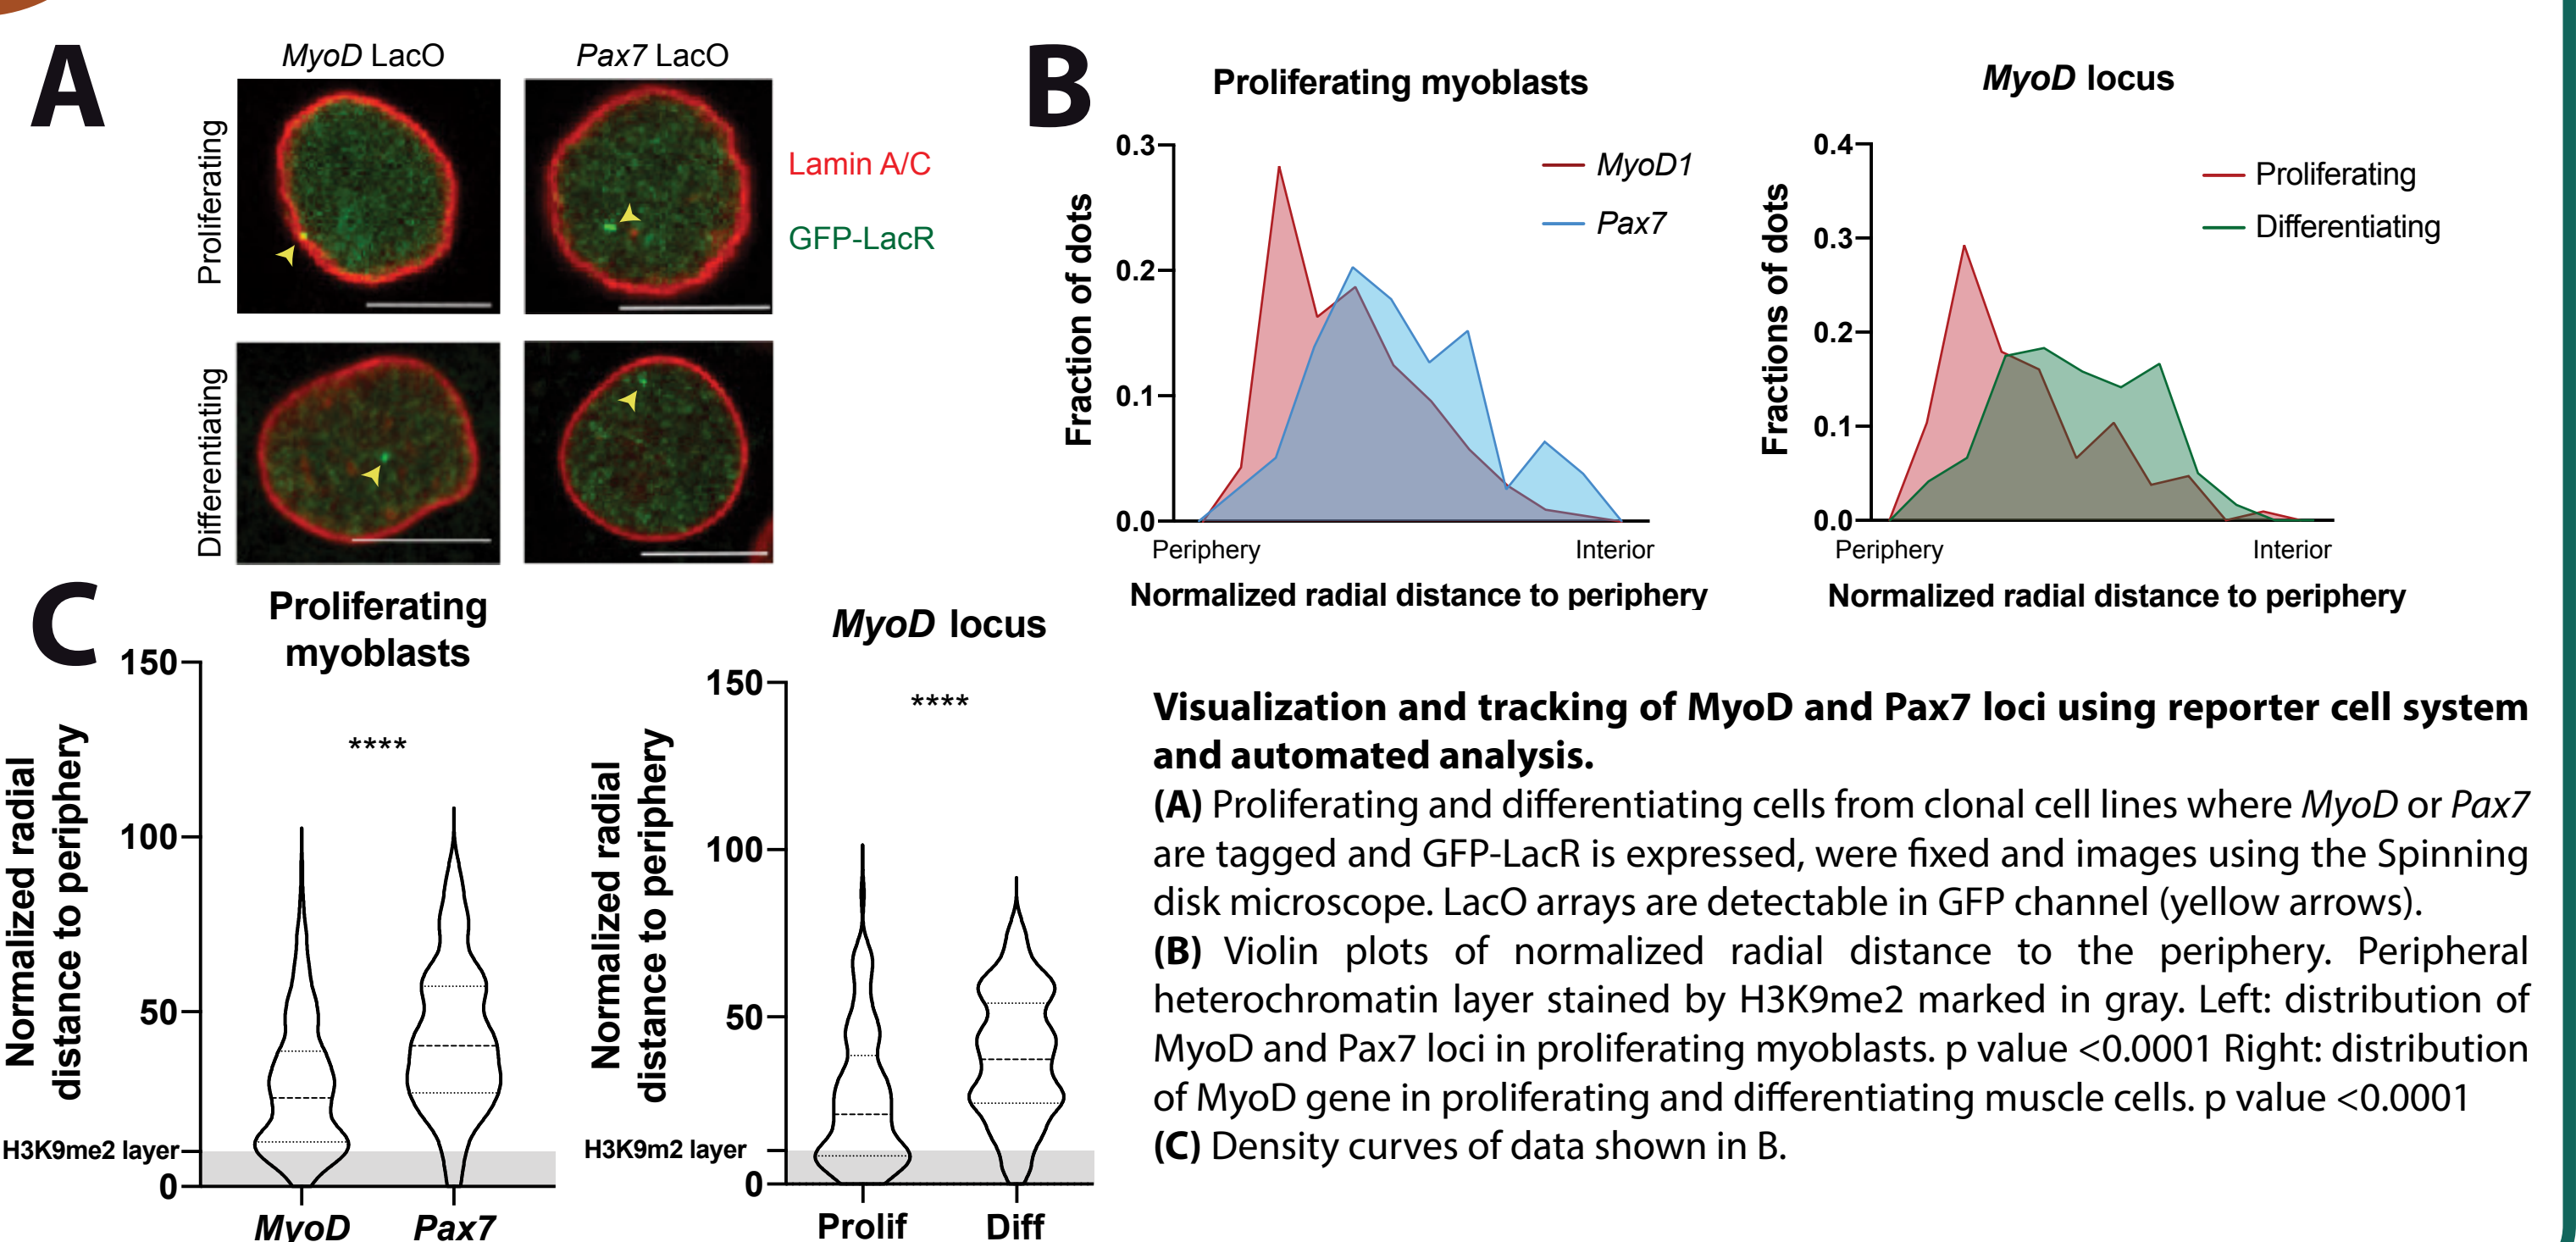 A
MyoD LacO
Pax7 LacO
Proliferating
Differentiating
Lamin A/C
GFP-LacR
B
Proliferating myoblasts
Fraction of dots
0.3
0.2
0.1
0.0
MyoD1
Pax7
Periphery
Interior
Normalized radial distance to periphery
MyoD locus
Fractions of dots
0.4
0.3
0.2
0.1
0.0
Proliferating
Differentiating
Periphery
Interior
Normalized radial distance to periphery
C
Proliferating
myoblasts
Normalized radial
distance to periphery
150
100
50
H3K9me2 layer
0
****
MyoD
Pax7
MyoD locus
Normalized radial
distance to periphery
150
100
50
H3K9m2 layer
0
****
Prolif
Diff
Visualization and tracking of MyoD and Pax7 loci using reporter cell system
and automated analysis.
(A) Proliferating and differentiating cells from clonal cell lines where MyoD or Pax7
are tagged and GFP-LacR is expressed, were fixed and images using the Spinning
disk microscope. LacO arrays are detectable in GFP channel (yellow arrows).
(B) Violin plots of normalized radial distance to the periphery. Peripheral
heterochromatin layer stained by H3K9me2 marked in gray. Left: distribution of
MyoD and Pax7 loci in proliferating myoblasts. p value <0.0001 Right: distribution
of MyoD gene in proliferating and differentiating muscle cells. p value <0.0001
(C) Density curves of data shown in B.